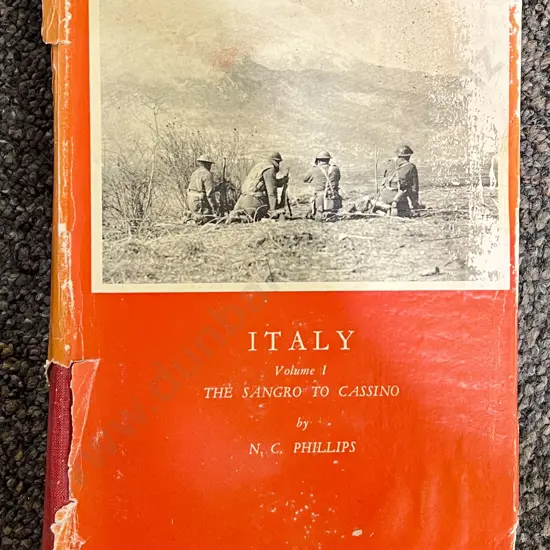 ITALY
Volume I
THE SANGRO TO CASSINO
by
N. C. PHILLIPS